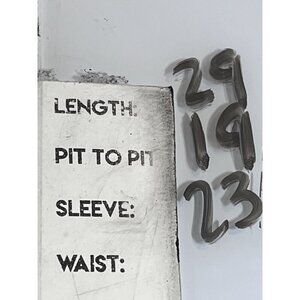 LENGTH: 29
PIT TO PIT 19
SLEEVE: 23
WAIST: